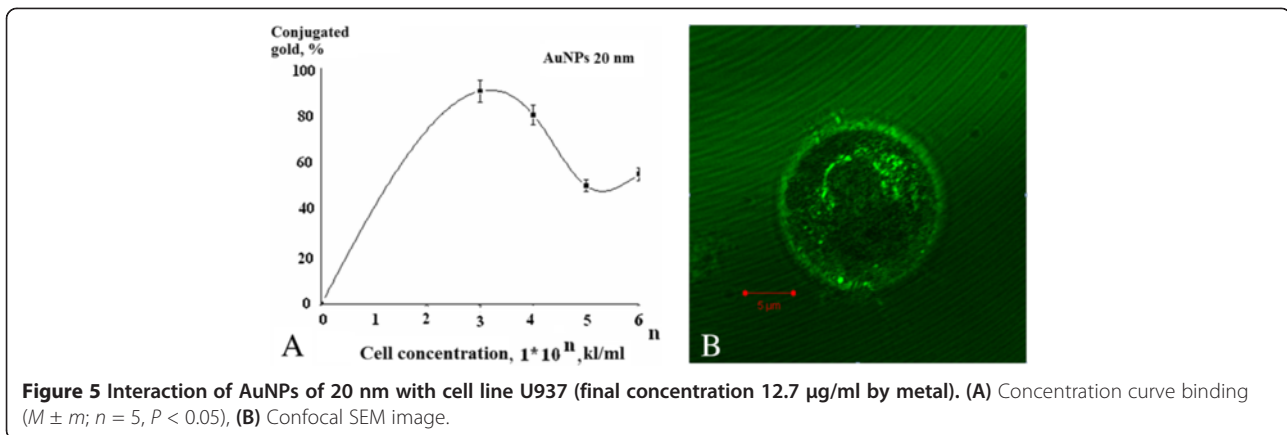 Conjugated
gold, %
AuNPs 20 nm
100
80
60
40
20
0
0 1 2 3 4 5 6 n
A
Cell concentration, 1*10 n, kl/ml
5 μm
B
Figure 5 Interaction of AuNPs of 20 nm with cell line U937 (final concentration 12.7 μg/ml by metal). (A) Concentration curve binding
(M ± m; n = 5, P < 0.05), (B) Confocal SEM image.